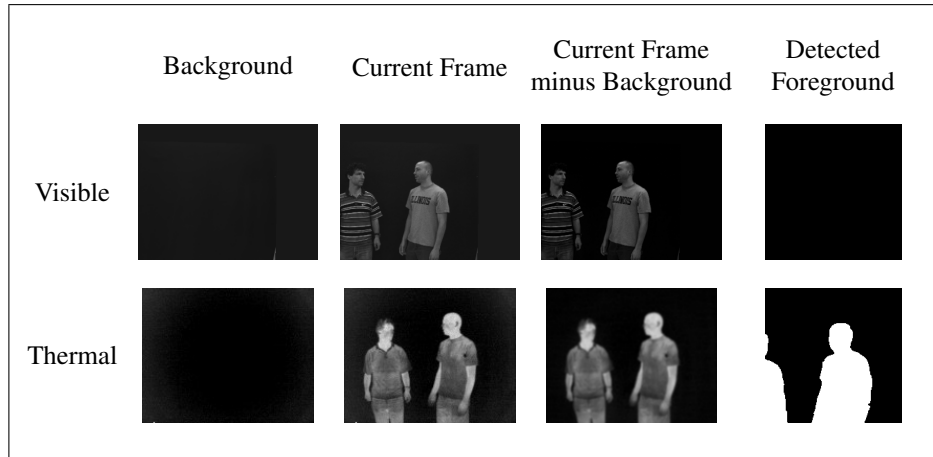 Background
Current Frame
Current Frame
minus Background
Detected
Foreground
Visible
ILLINOIS
Thermal